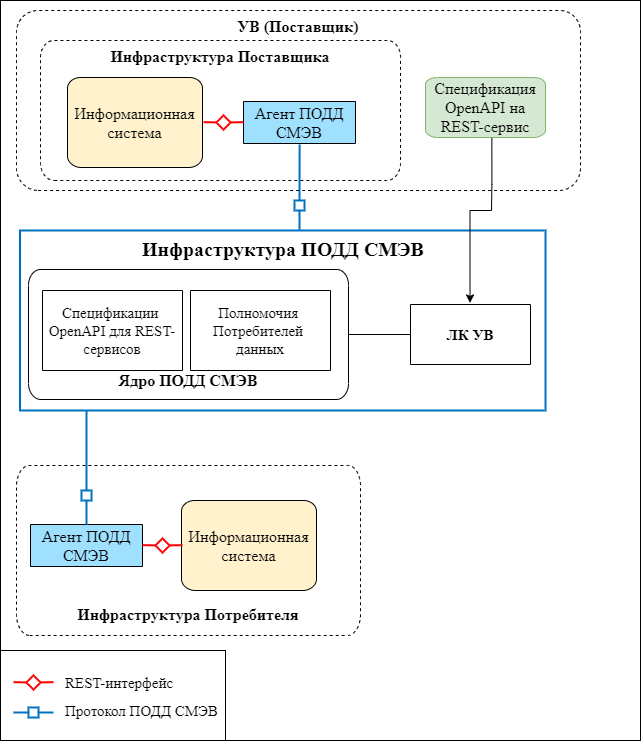 УВ (Поставщик)
Инфраструктура Поставщика
Информационная
система
Агент ПОДД
СМЭВ
Спецификация
OpenAPI на
REST-сервис
Инфраструктура ПОДД СМЭВ
Спецификации
OpenAPI для REST-
сервисов
Полномочия
Потребителей
данных
Ядро ПОДД СМЭВ
ЛК УВ
Агент ПОДД
СМЭВ
Информационная
система
Инфраструктура Потребителя
REST-интерфейс
Протокол ПОДД СМЭВ